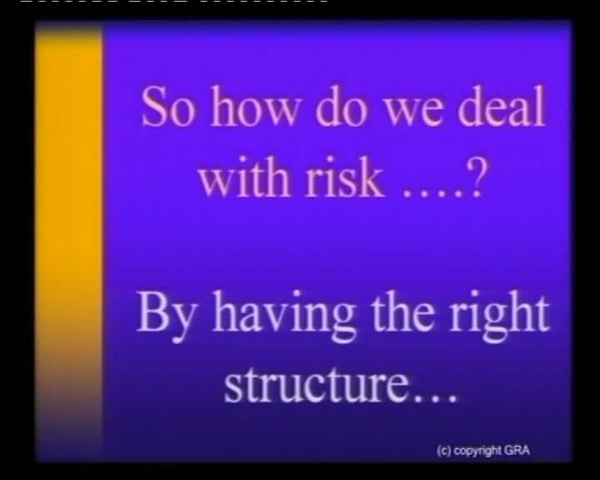 So how do we deal
with risk ....?
By having the right
structure…
(c) copyright GRA